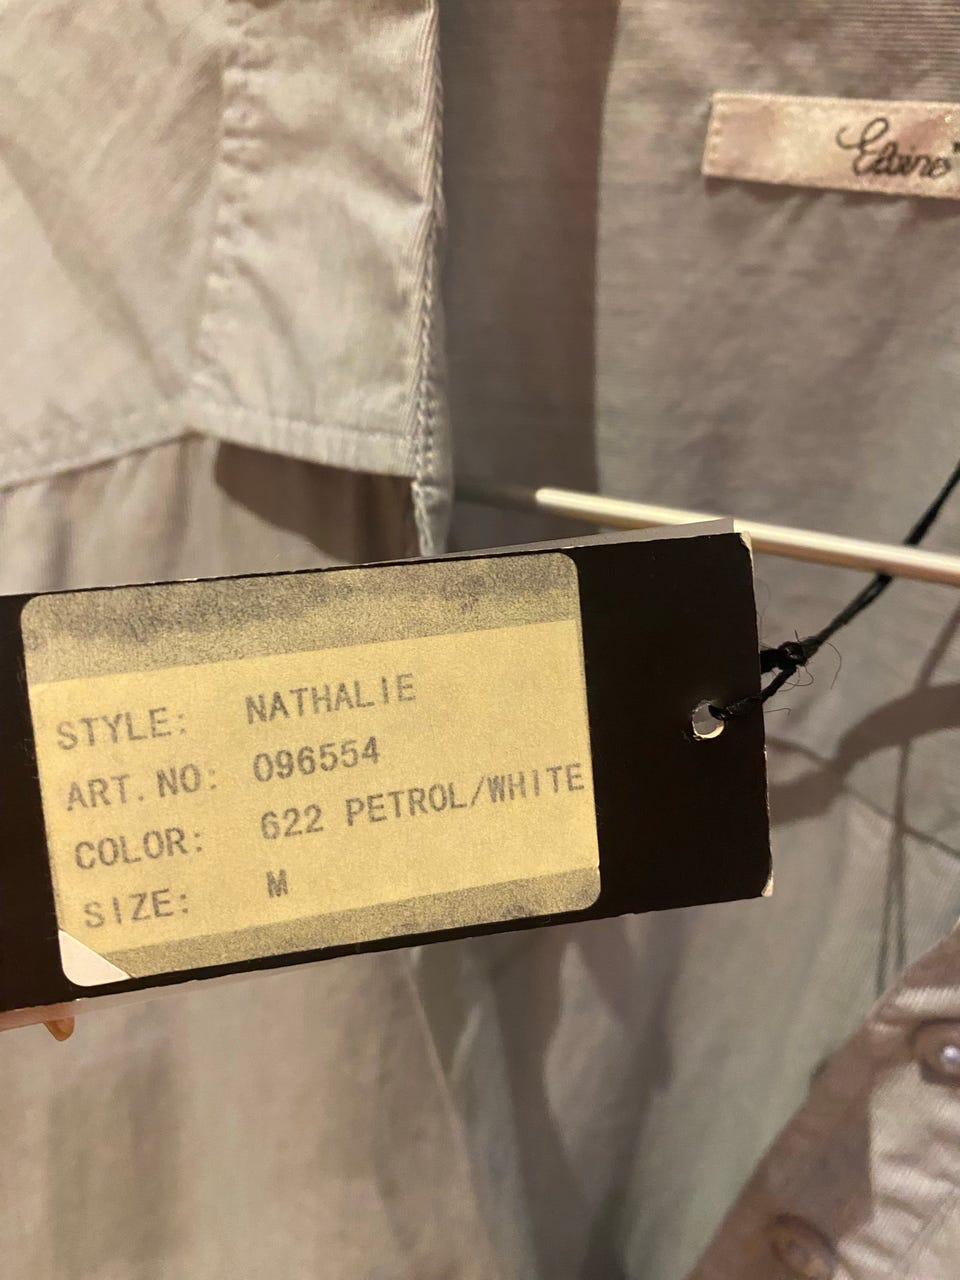 STYLE: NATHALIE
ART. NO: 096554
COLOR: 622 PETROL/WHITE
SIZE: M